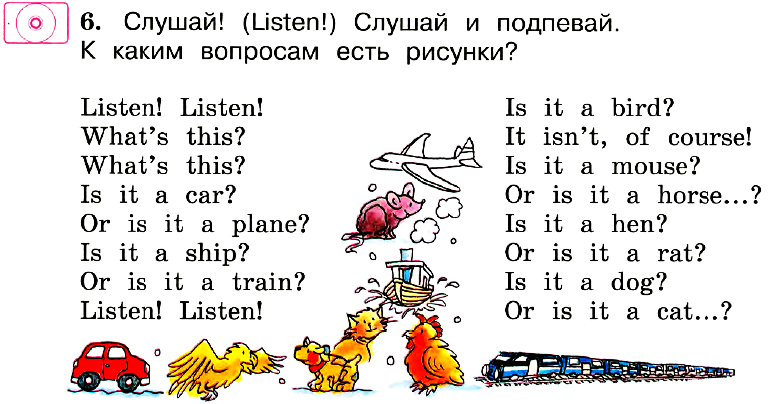 6. Слушай! (Listen!) Слушай и подпевай.
К каким вопросам есть рисунки?
Listen! Listen!
What's this?
What's this?
Is it a car?
Or is it a plane?
Is it a ship?
Or is it a train?
Listen! Listen!
Is it a bird?
It isn't, of course!
Is it a mouse?
Or is it a horse...?
Is it a hen?
Or is it a rat?
Is it a dog?
Or is it a cat...?